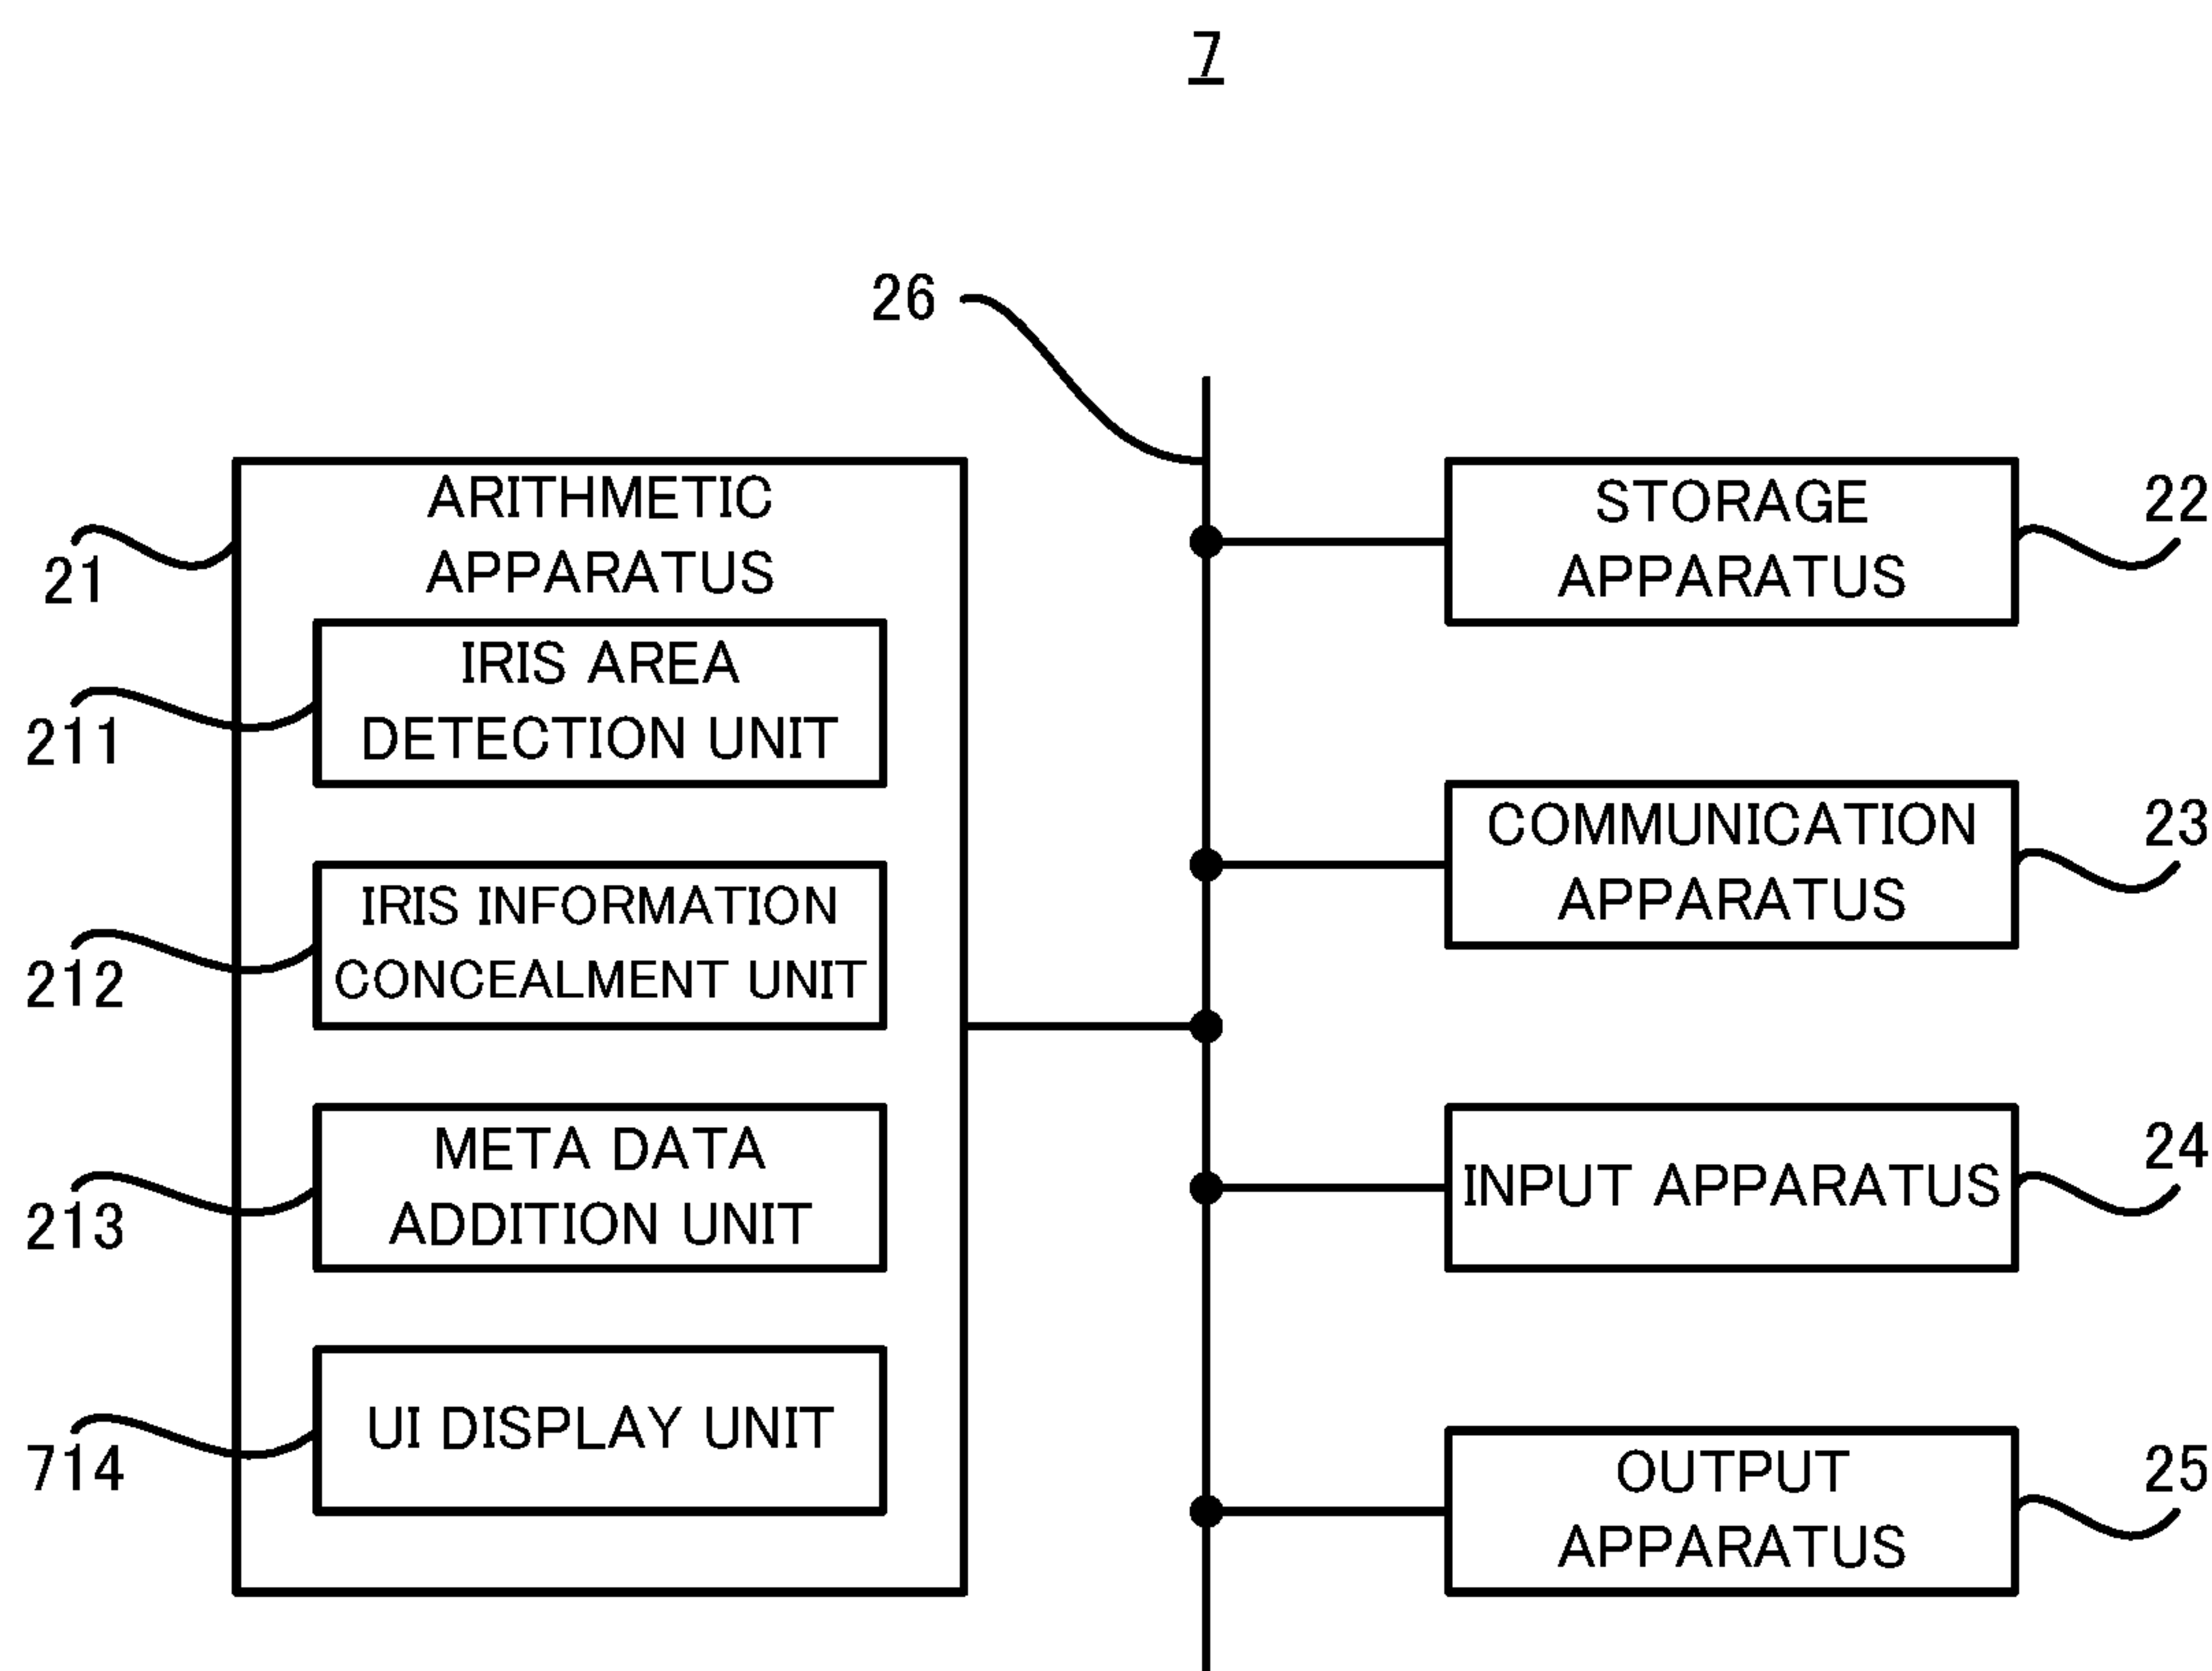 7
26
ARITHMETIC
APPARATUS
21
IRIS AREA
DETECTION UNIT
211
IRIS INFORMATION
CONCEALMENT UNIT
212
META DATA
ADDITION UNIT
213
UI DISPLAY UNIT
714
STORAGE
APPARATUS
22
COMMUNICATION
APPARATUS
23
INPUT APPARATUS
24
OUTPUT
APPARATUS
25